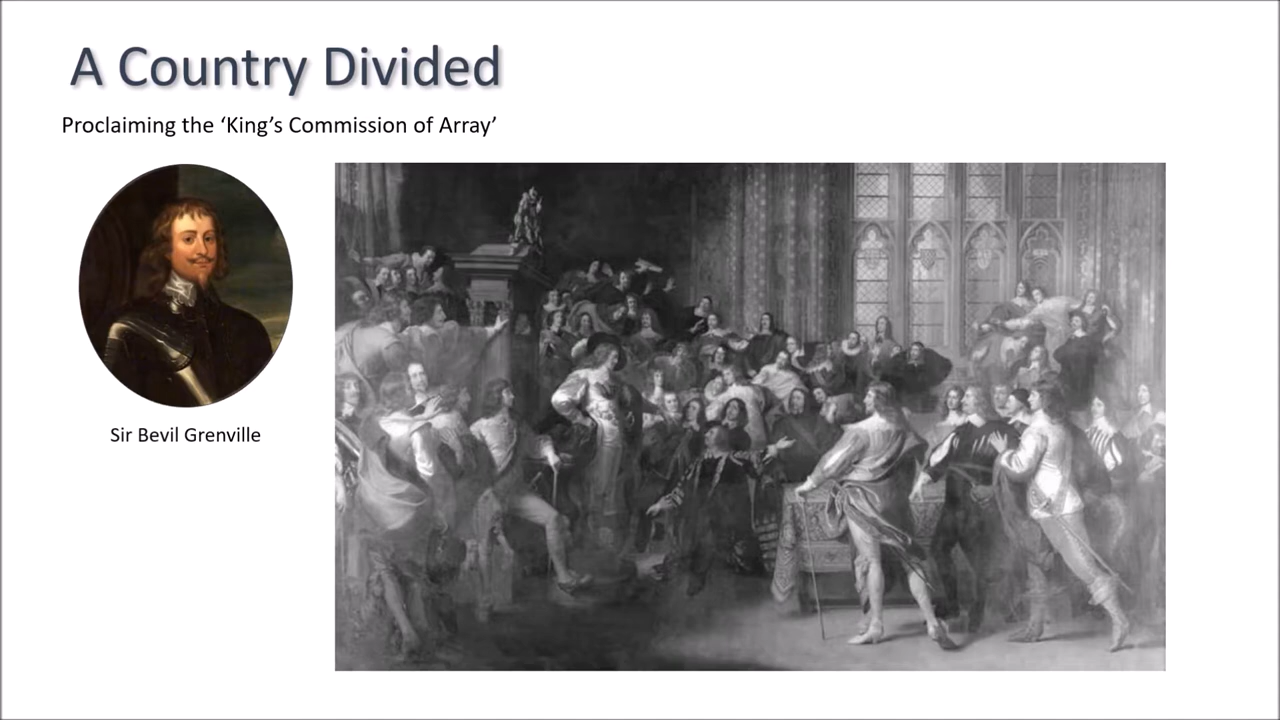 A Country Divided
Proclaiming the ‘King’s Commission of Array’
Sir Bevil Grenville